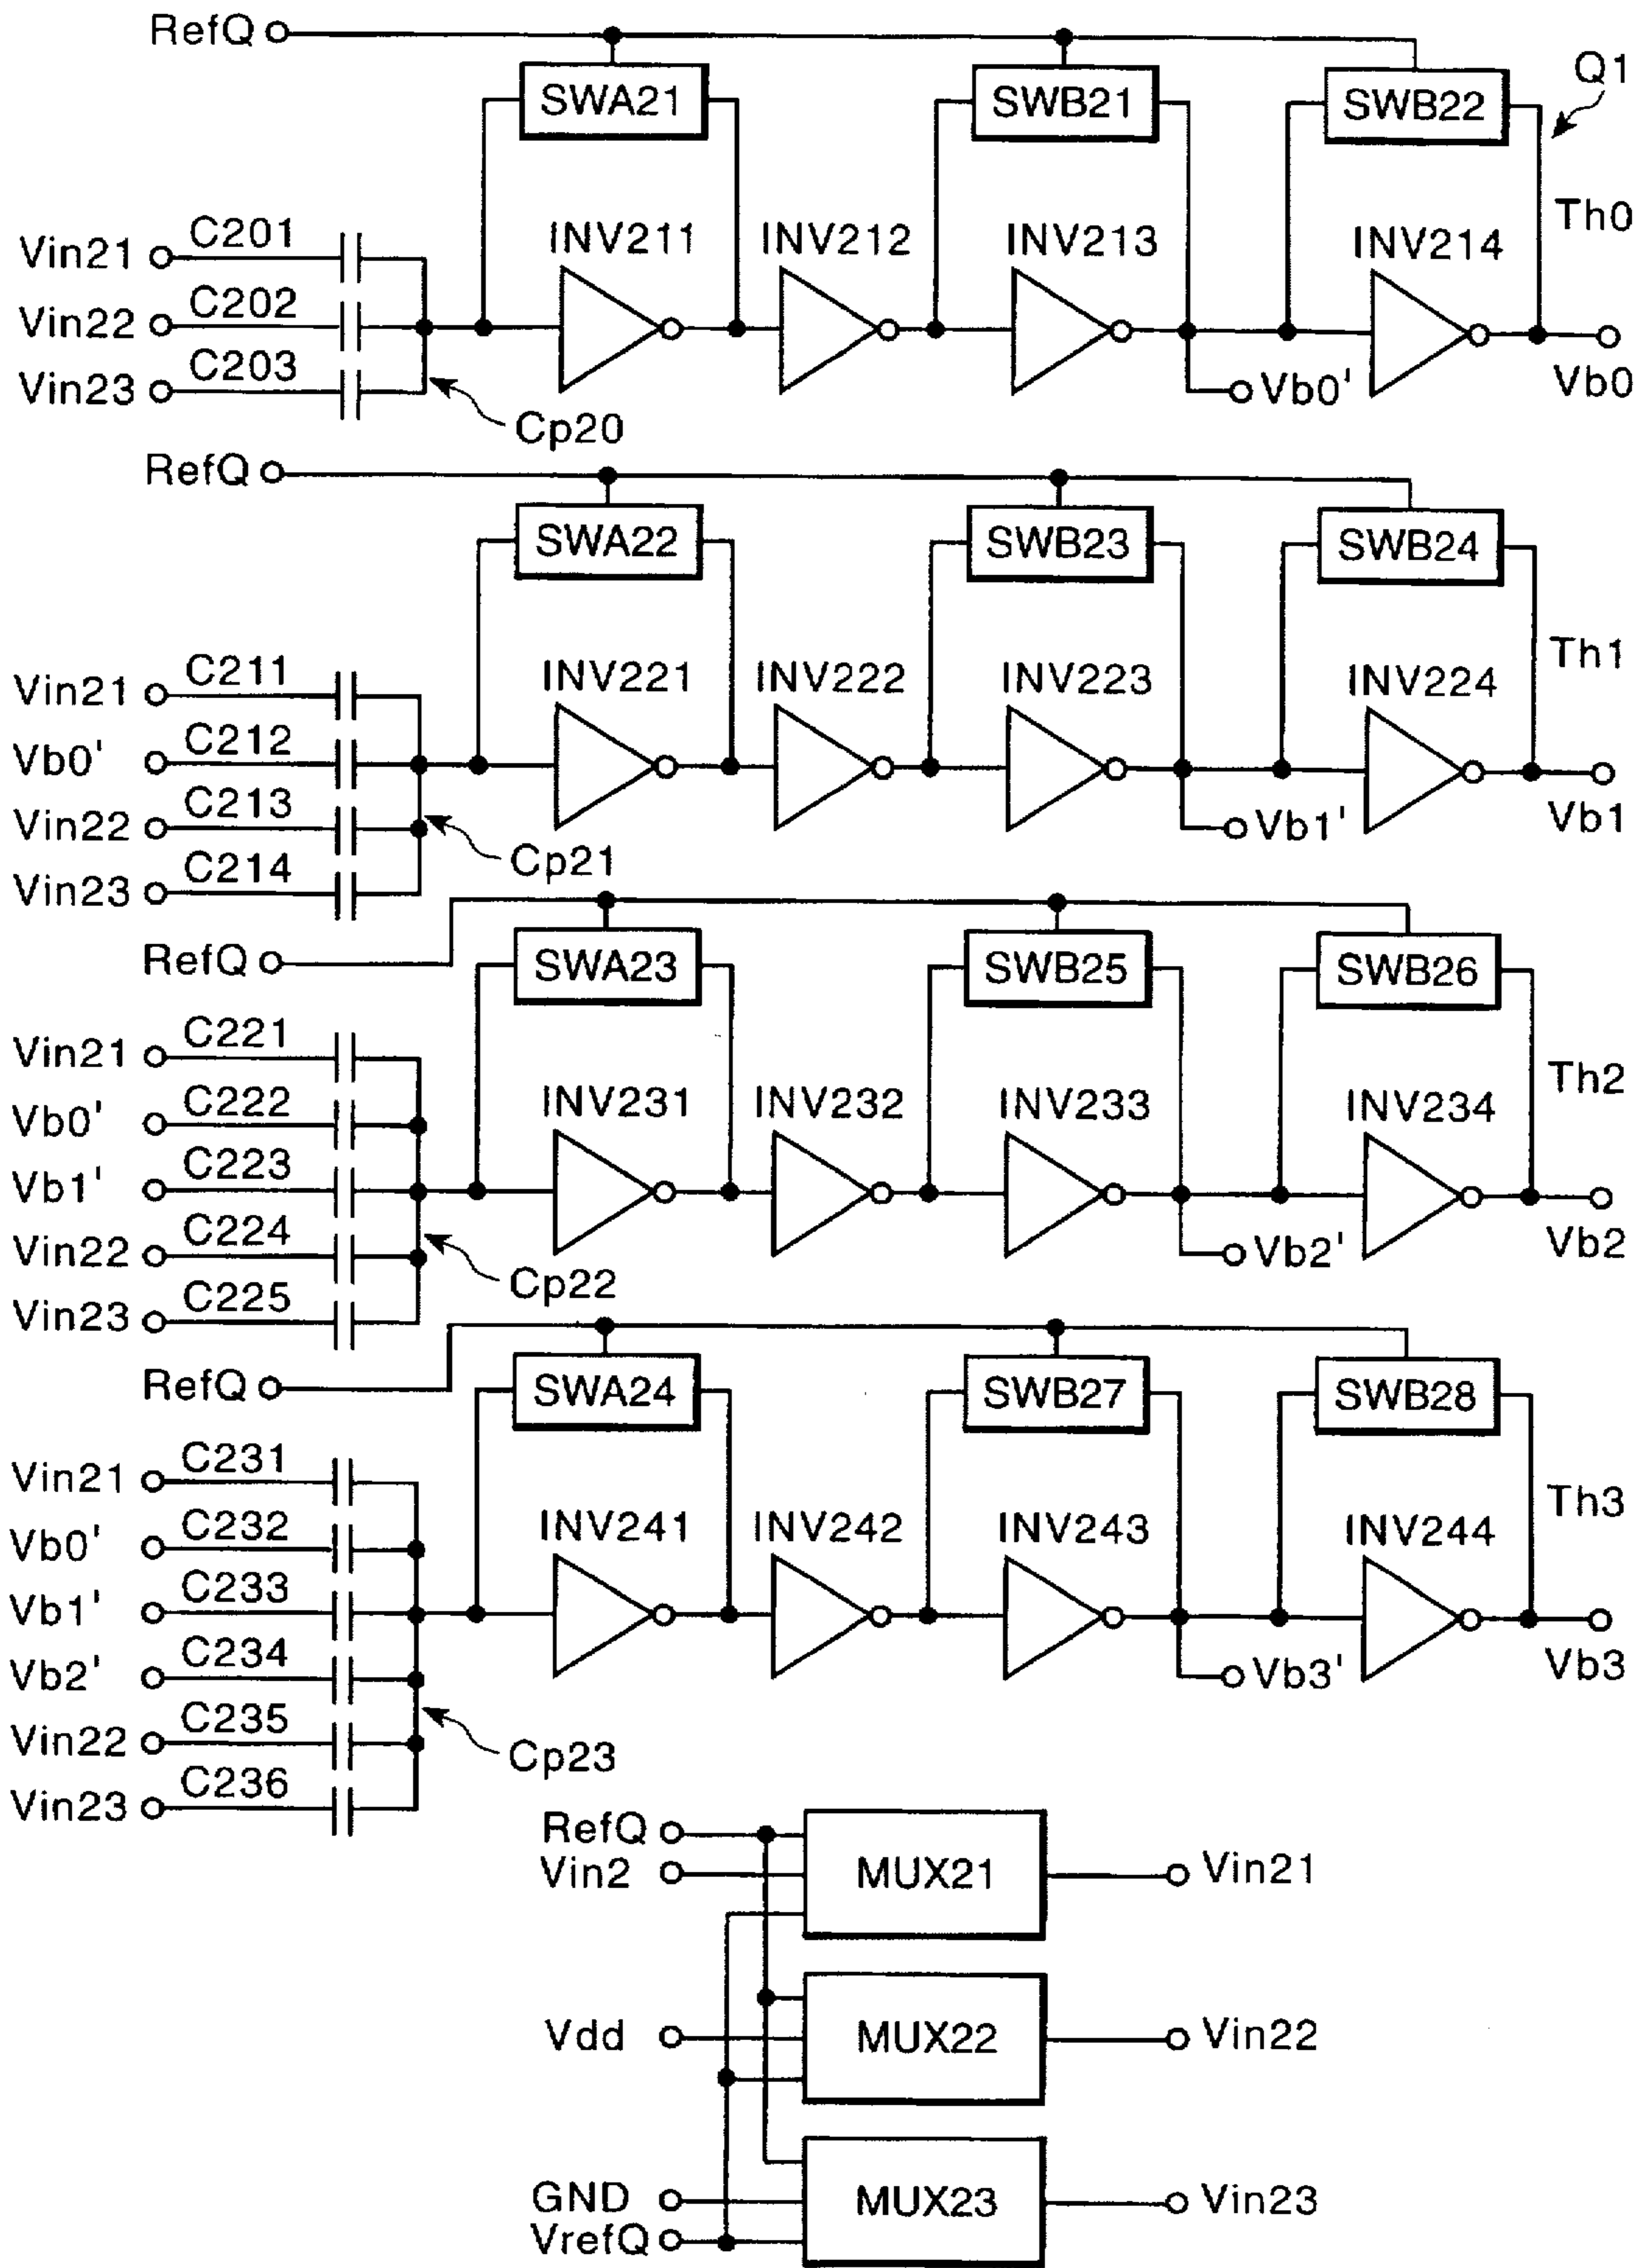 RefQ
SWA21 SWB21 SWB22 Q1
Th0
INV211 INV212 INV213 INV214
Vin21 C201
Vin22 C202
Vin23 C203
Cp20 Vb0' Vb0
RefQ
SWA22 SWB23 SWB24
Th1
INV221 INV222 INV223 INV224
Vin21 C211
Vb0' C212
Vin22 C213
Vin23 C214
Cp21 Vb1' Vb1
RefQ
SWA23 SWB25 SWB26
Th2
INV231 INV232 INV233 INV234
Vin21 C221
Vb0' C222
Vb1' C223
Vin22 C224
Vin23 C225
Cp22 Vb2' Vb2
RefQ
SWA24 SWB27 SWB28
Th3
INV241 INV242 INV243 INV244
Vin21 C231
Vb0' C232
Vb1' C233
Vb2' C234
Vin22 C235
Vin23 C236
Cp23 Vb3' Vb3
RefQ
Vin2 MUX21 Vin21
Vdd MUX22 Vin22
GND MUX23 Vin23
VrefQ